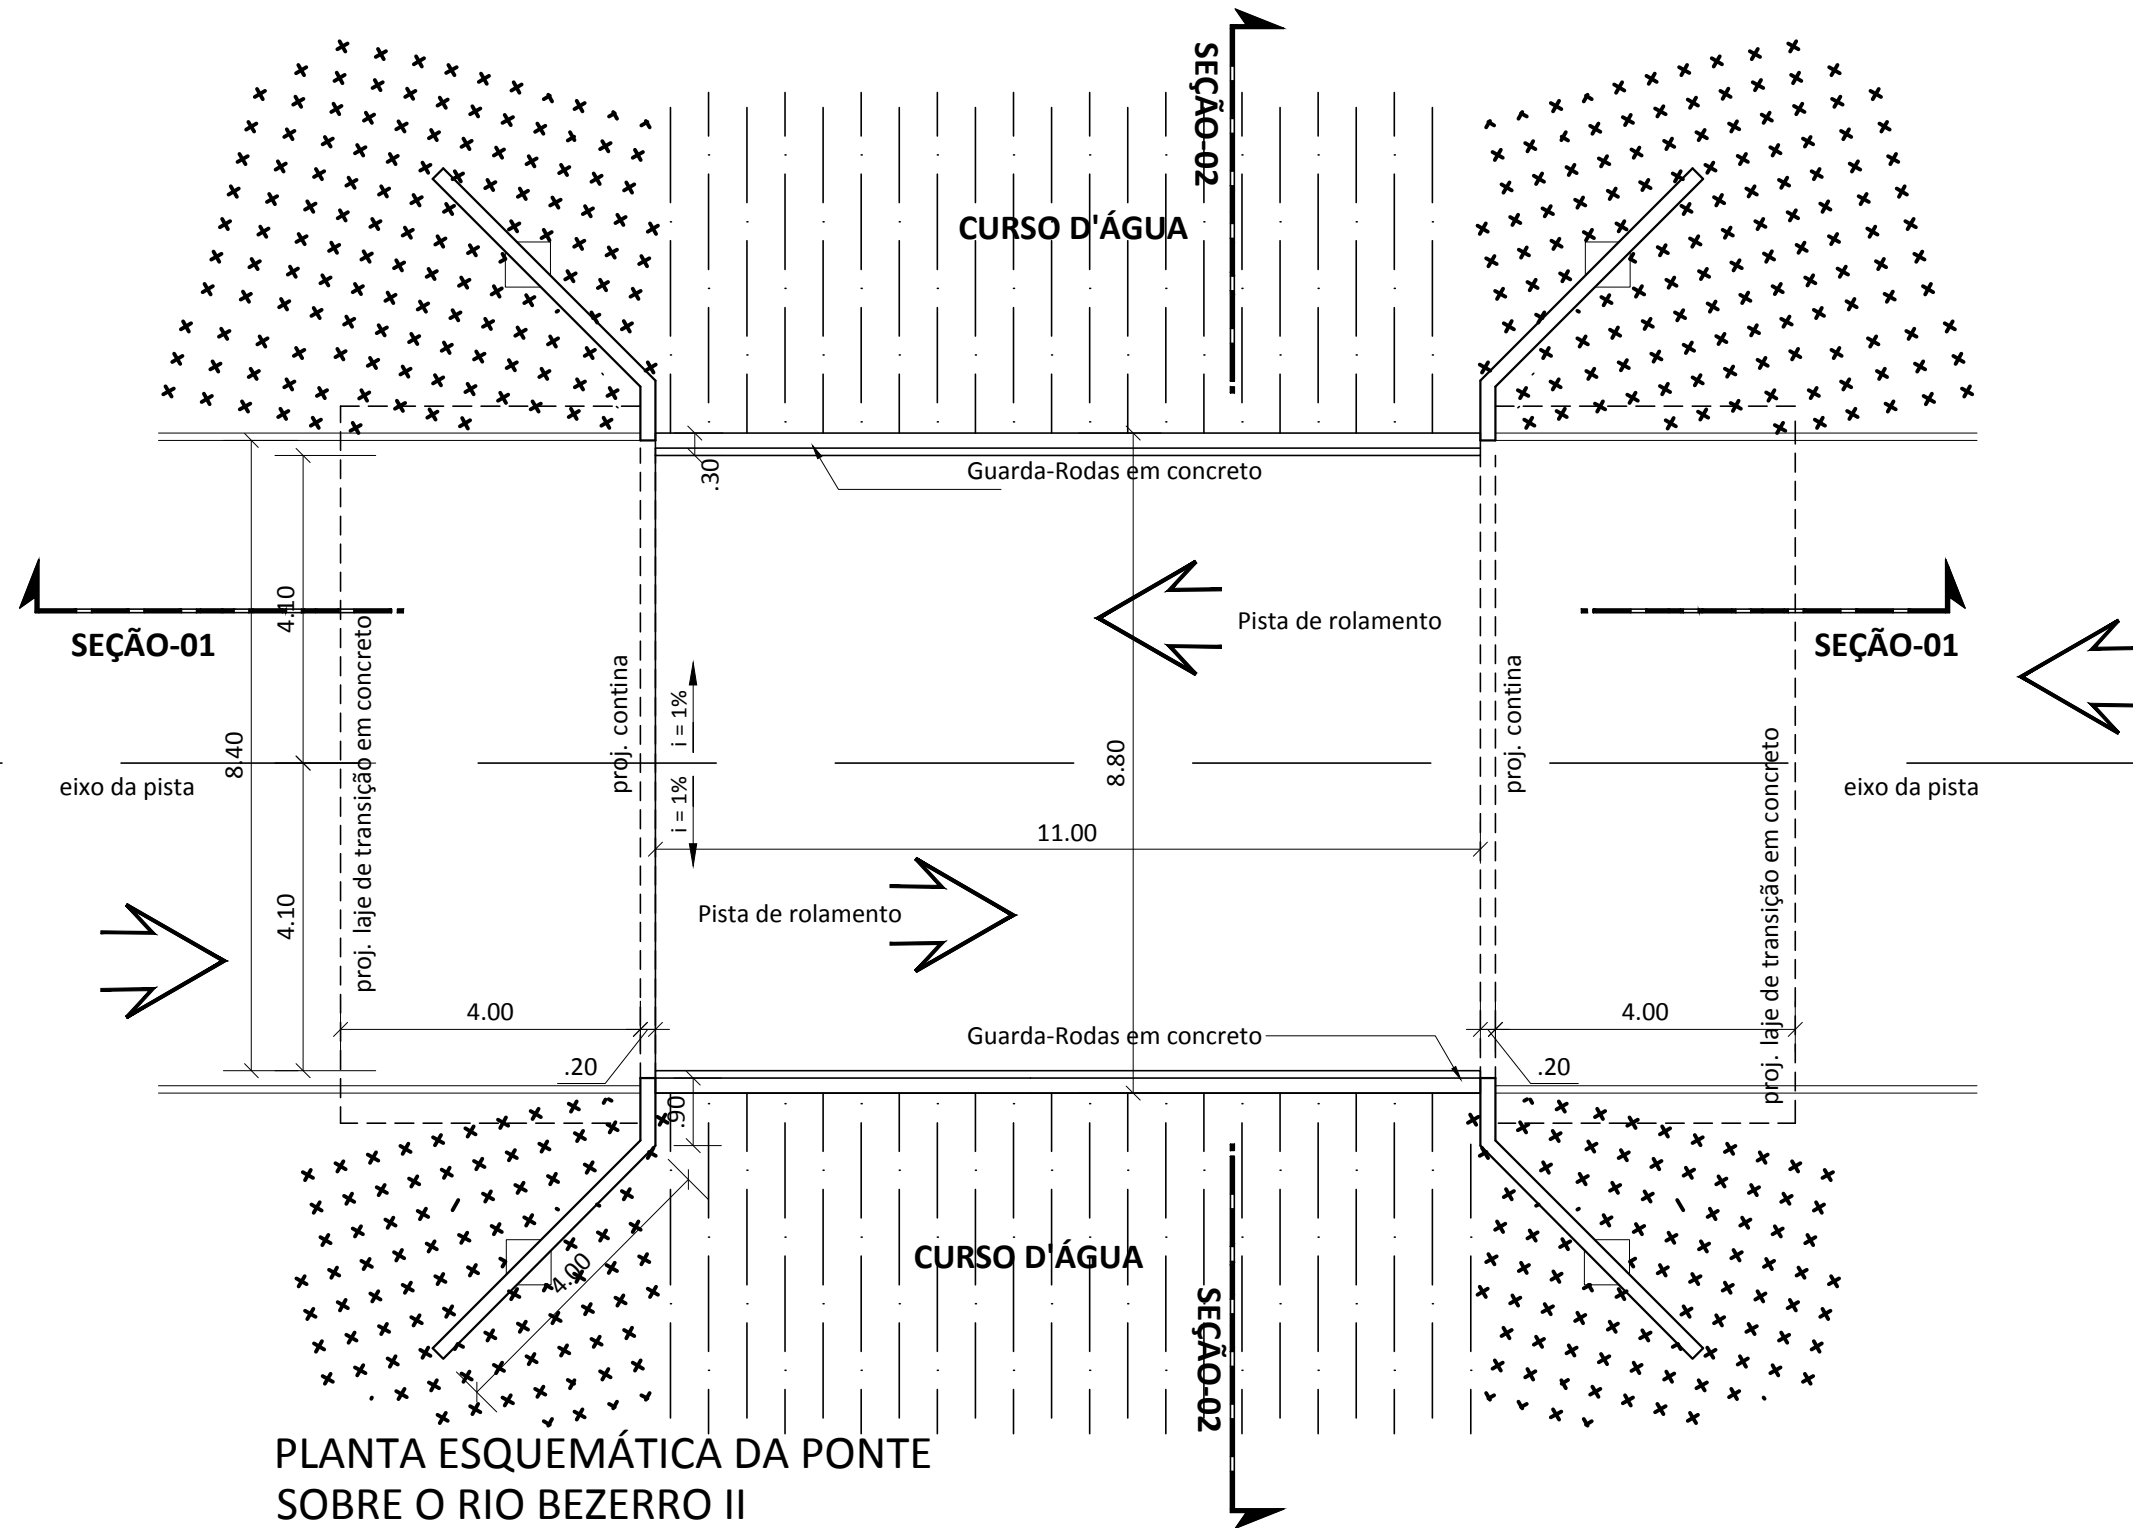 SEÇÃO-02
CURSO D'ÁGUA
.30
Guarda-Rodas em concreto
4.10
SEÇÃO-01
Pista de rolamento
SEÇÃO-01
proj. laje de transição em concreto
proj. contina
i = 1%
i = 1%
proj. contina
8.40
8.80
eixo da pista
eixo da pista
11.00
4.10
Pista de rolamento
proj. laje de transição em concreto
4.00
4.00
Guarda-Rodas em concreto
.20
.20
.90
4.00
CURSO D'ÁGUA
SEÇÃO-02
PLANTA ESQUEMÁTICA DA PONTE
SOBRE O RIO BEZERRO II